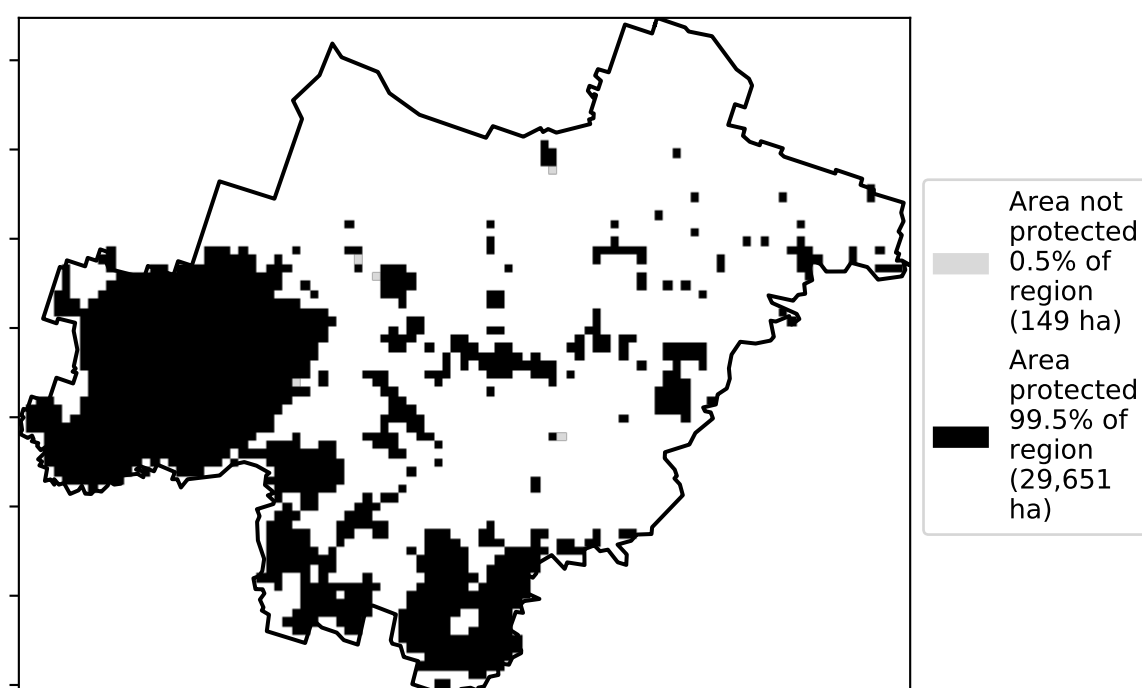 Area not
protected
0.5% of
region
(149 ha)
Area
protected
99.5% of
region
(29,651
ha)